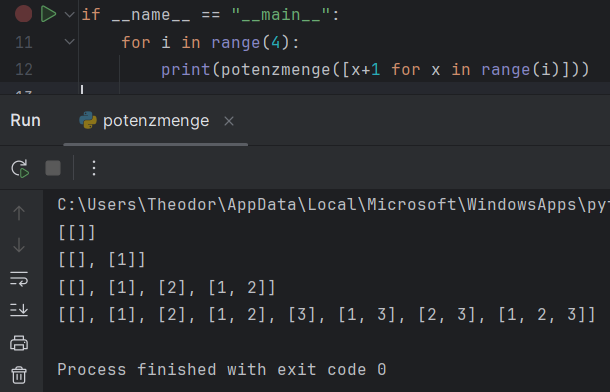 if __name__ == "__main__":
11 for i in range(4):
12 print(potenzmenge([x+1 for x in range(i)]))
Run potenzmenge ×
C:\Users\Theodor\AppData\Local\Microsoft\WindowsApps\pyt
[[]]
[[], [1]]
[[], [1], [2], [1, 2]]
[[], [1], [2], [1, 2], [3], [1, 3], [2, 3], [1, 2, 3]]
Process finished with exit code 0